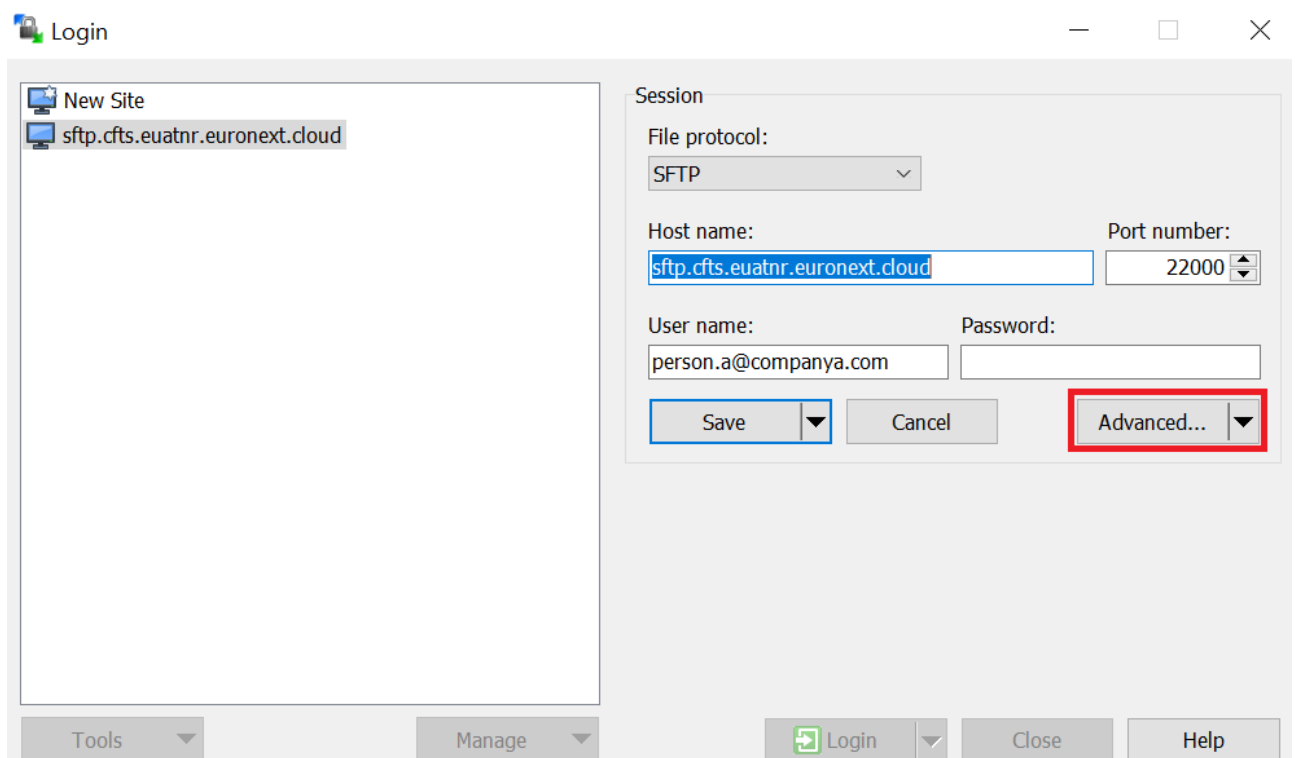 Login
New Site
sftp.cfts.euatnr.euronext.cloud
Session
File protocol:
SFTP
Host name: Port number:
sftp.cfts.euatnr.euronext.cloud 22000
User name: Password:
person.a@companya.com
Save Cancel Advanced...
Tools Manage Login Close Help